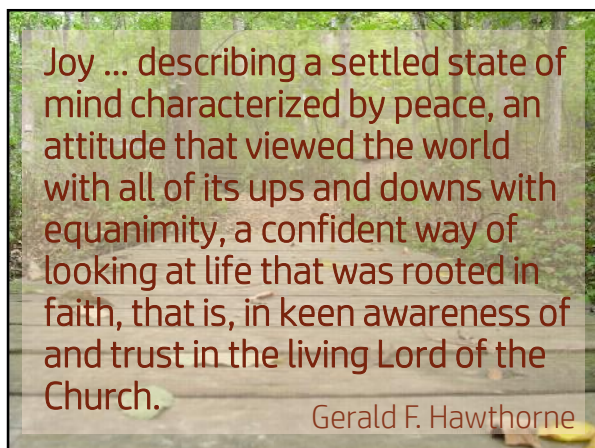 Joy ... describing a settled state of
mind characterized by peace, an
attitude that viewed the world
with all of its ups and downs with
equanimity, a confident way of
looking at life that was rooted in
faith, that is, in keen awareness of
and trust in the living Lord of the
Church.
Gerald F. Hawthorne